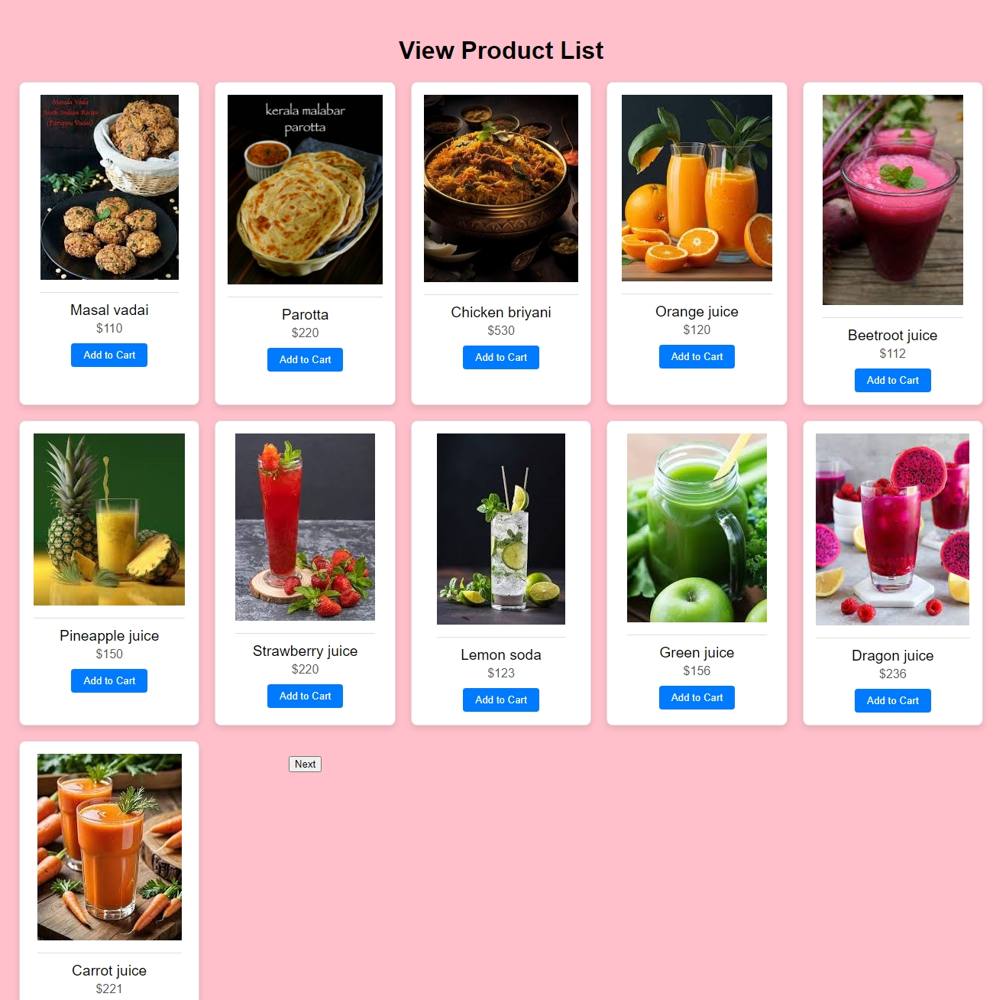 View Product List
Masala Vada
South Indian Recipe
(Paruppu Vadai)
kerala malabar
parotta
Masal vadai
$110
Add to Cart
Parotta
$220
Add to Cart
Chicken briyani
$530
Add to Cart
Orange juice
$120
Add to Cart
Beetroot juice
$112
Add to Cart
Pineapple juice
$150
Add to Cart
Strawberry juice
$220
Add to Cart
Lemon soda
$123
Add to Cart
Green juice
$156
Add to Cart
Dragon juice
$236
Add to Cart
Carrot juice
$221
Next